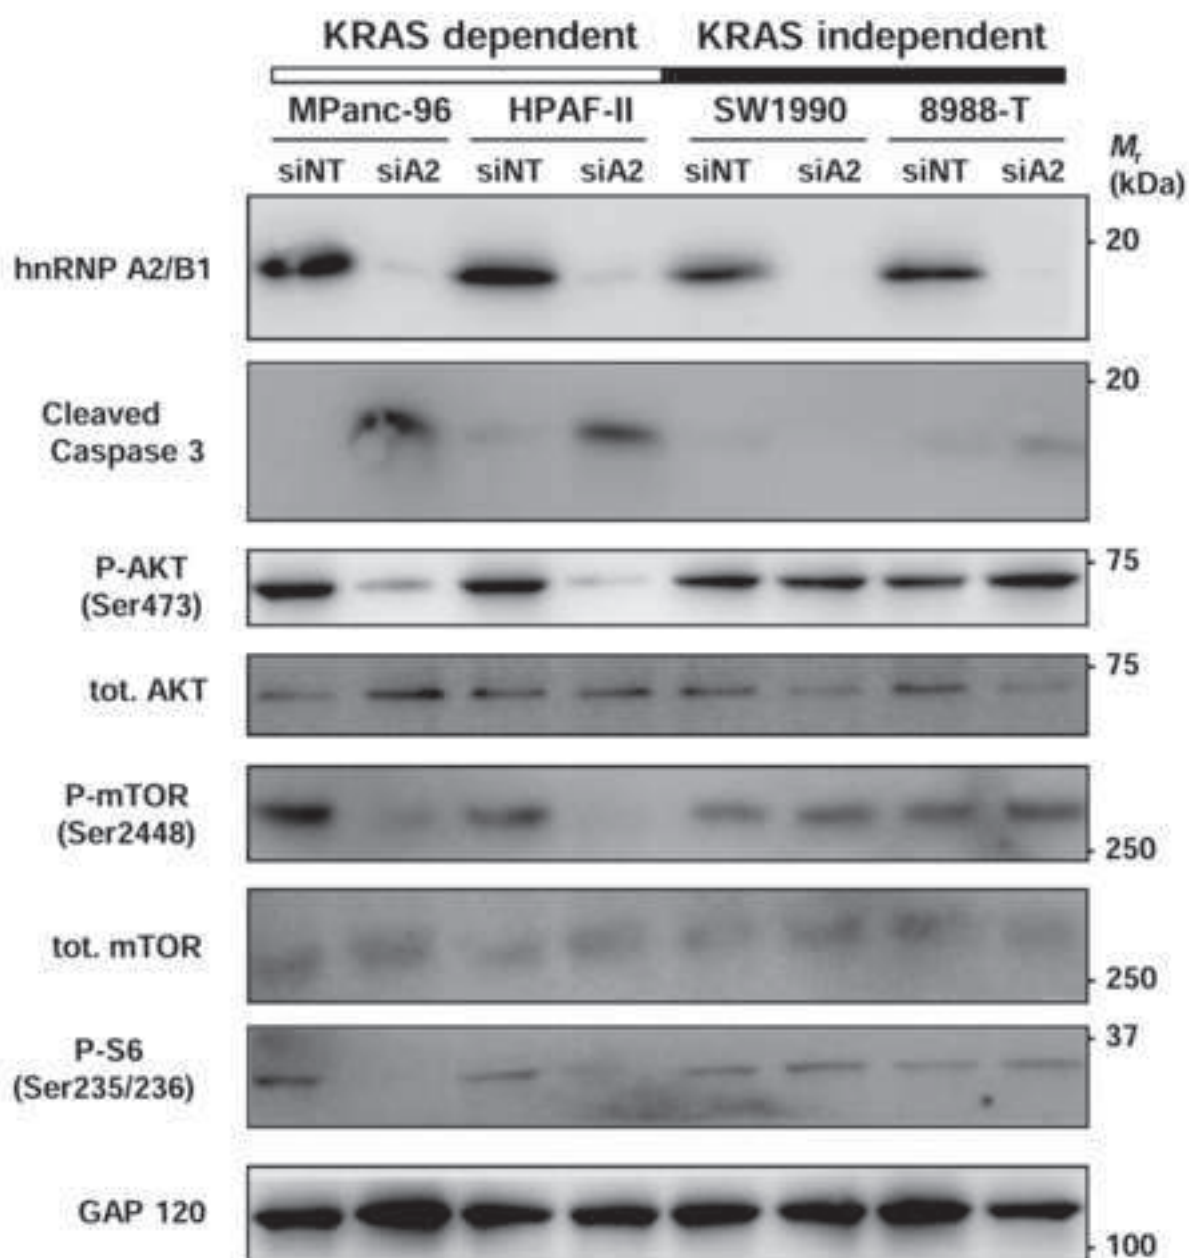 KRAS dependent KRAS independent
MPanc-96 HPAF-II SW1990 8988-T
siNT siA2 siNT siA2 siNT siA2 siNT siA2
Mr
(kDa)
hnRNP A2/B1
20
Cleaved
Caspase 3
20
P-AKT
(Ser473)
75
tot. AKT
75
P-mTOR
(Ser2448)
250
tot. mTOR
250
P-S6
(Ser235/236)
37
GAP 120
100